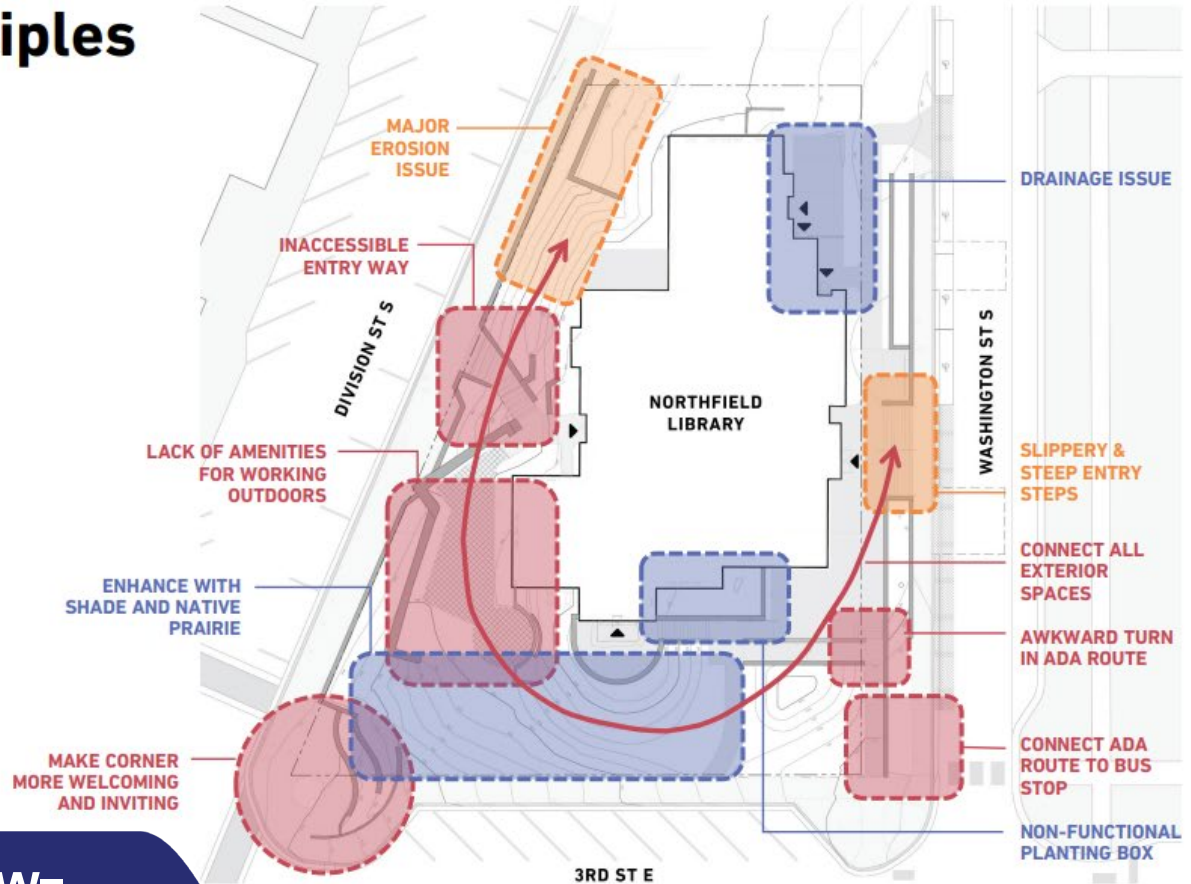 iples
MAJOR
EROSION
ISSUE
INACCESSIBLE
ENTRY WAY
DIVISION ST S
LACK OF AMENITIES
FOR WORKING
OUTDOORS
ENHANCE WITH
SHADE AND NATIVE
PRAIRIE
MAKE CORNER
MORE WELCOMING
AND INVITING
NORTHFIELD
LIBRARY
DRAINAGE ISSUE
WASHINGTON ST S
SLIPPERY &
STEEP ENTRY
STEPS
CONNECT ALL
EXTERIOR
SPACES
AWKWARD TURN
IN ADA ROUTE
CONNECT ADA
ROUTE TO BUS
STOP
NON-FUNCTIONAL
PLANTING BOX
3RD ST E